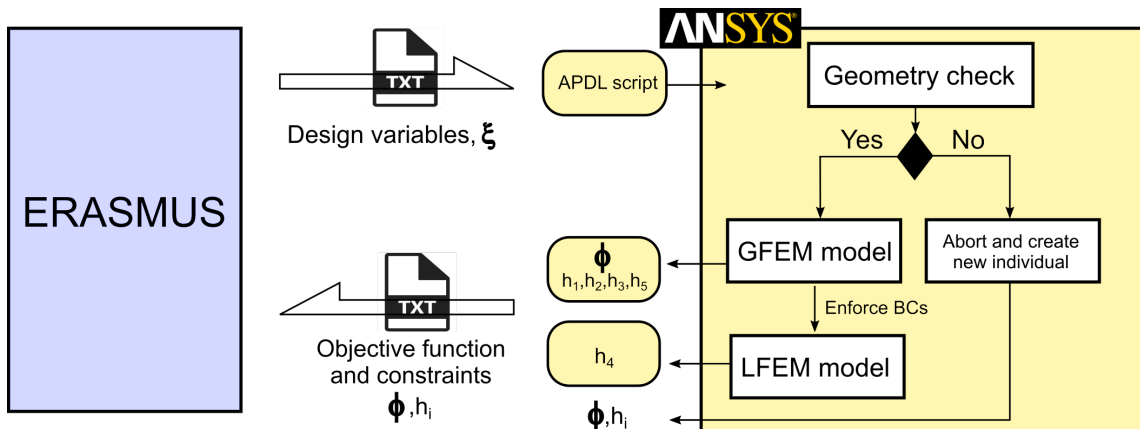 ERASMUS
TXT
Design variables, ξ
TXT
Objective function
and constraints
ϕ,hᵢ
APDL script
ϕ
h₁,h₂,h₃,h₅
h₄
ϕ,hᵢ
ANSYS®
Geometry check
Yes
No
GFEM model
Abort and create
new individual
Enforce BCs
LFEM model